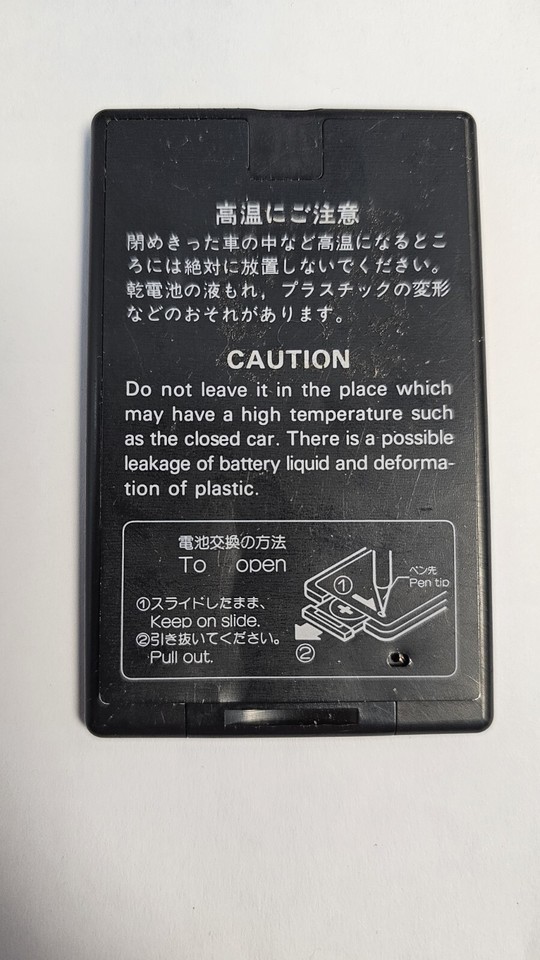 高温にご注意
閉めきった車の中など高温になるとこ
ろには絶対に放置しないでください。
乾電池の液もれ，プラスチックの変形
などのおそれがあります。
CAUTION
Do not leave it in the place which
may have a high temperature such
as the closed car. There is a possible
leakage of battery liquid and deforma-
tion of plastic.
電池交換の方法
To open
①スライドしたまま、
Keep on slide.
②引き抜いてください。
Pull out.
①
ペン先
Pen tip
+
②